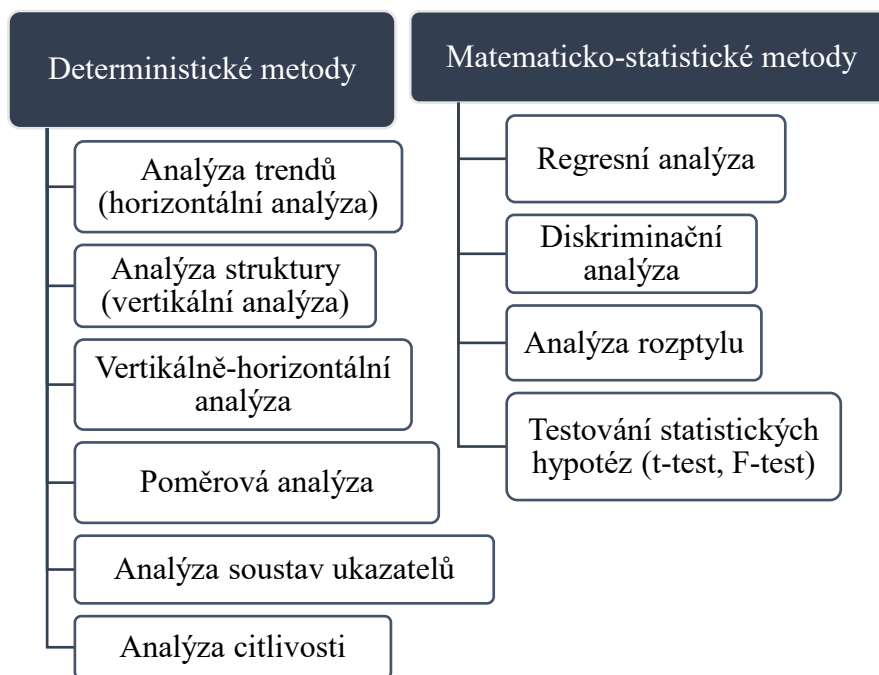 Deterministické metody
Analýza trendů
(horizontální analýza)
Analýza struktury
(vertikální analýza)
Vertikálně-horizontální
analýza
Poměrová analýza
Analýza soustav ukazatelů
Analýza citlivosti
Matematicko-statistické metody
Regresní analýza
Diskriminační
analýza
Analýza rozptylu
Testování statistických
hypotéz (t-test, F-test)